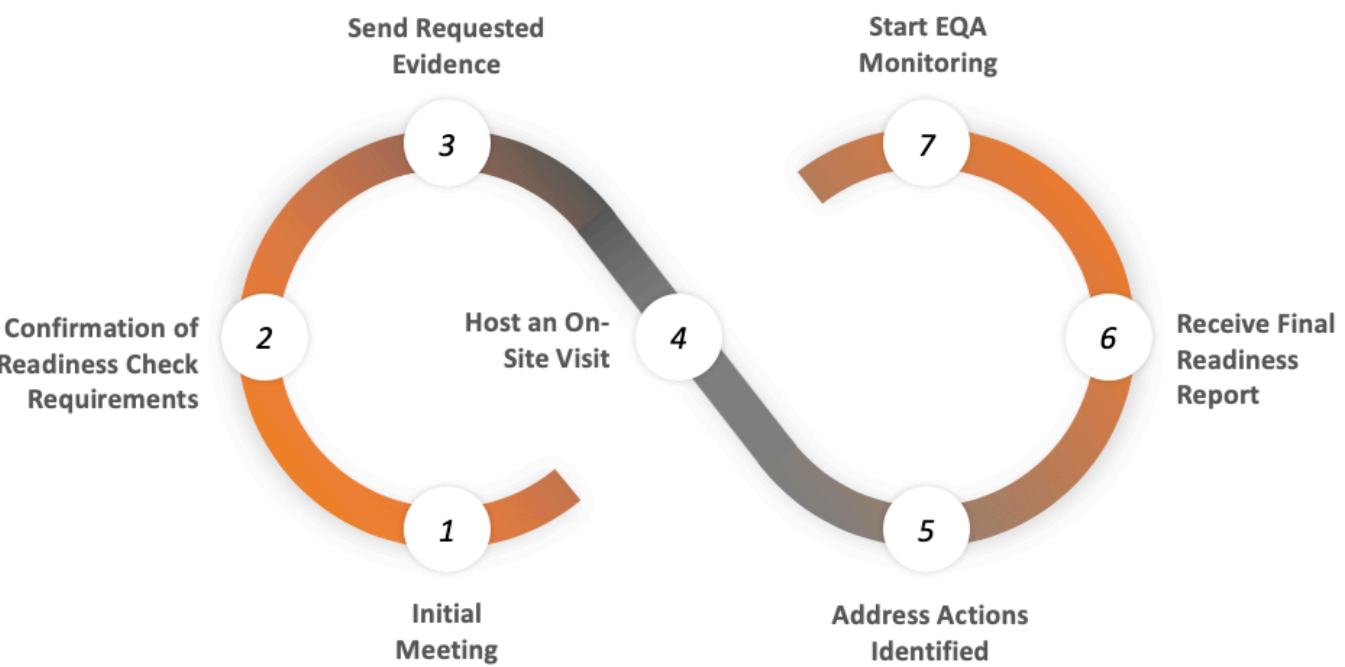 1
Initial
Meeting
2
Confirmation of
Readiness Check
Requirements
3
Send Requested
Evidence
4
Host an On-
Site Visit
5
Address Actions
Identified
6
Receive Final
Readiness
Report
7
Start EQA
Monitoring